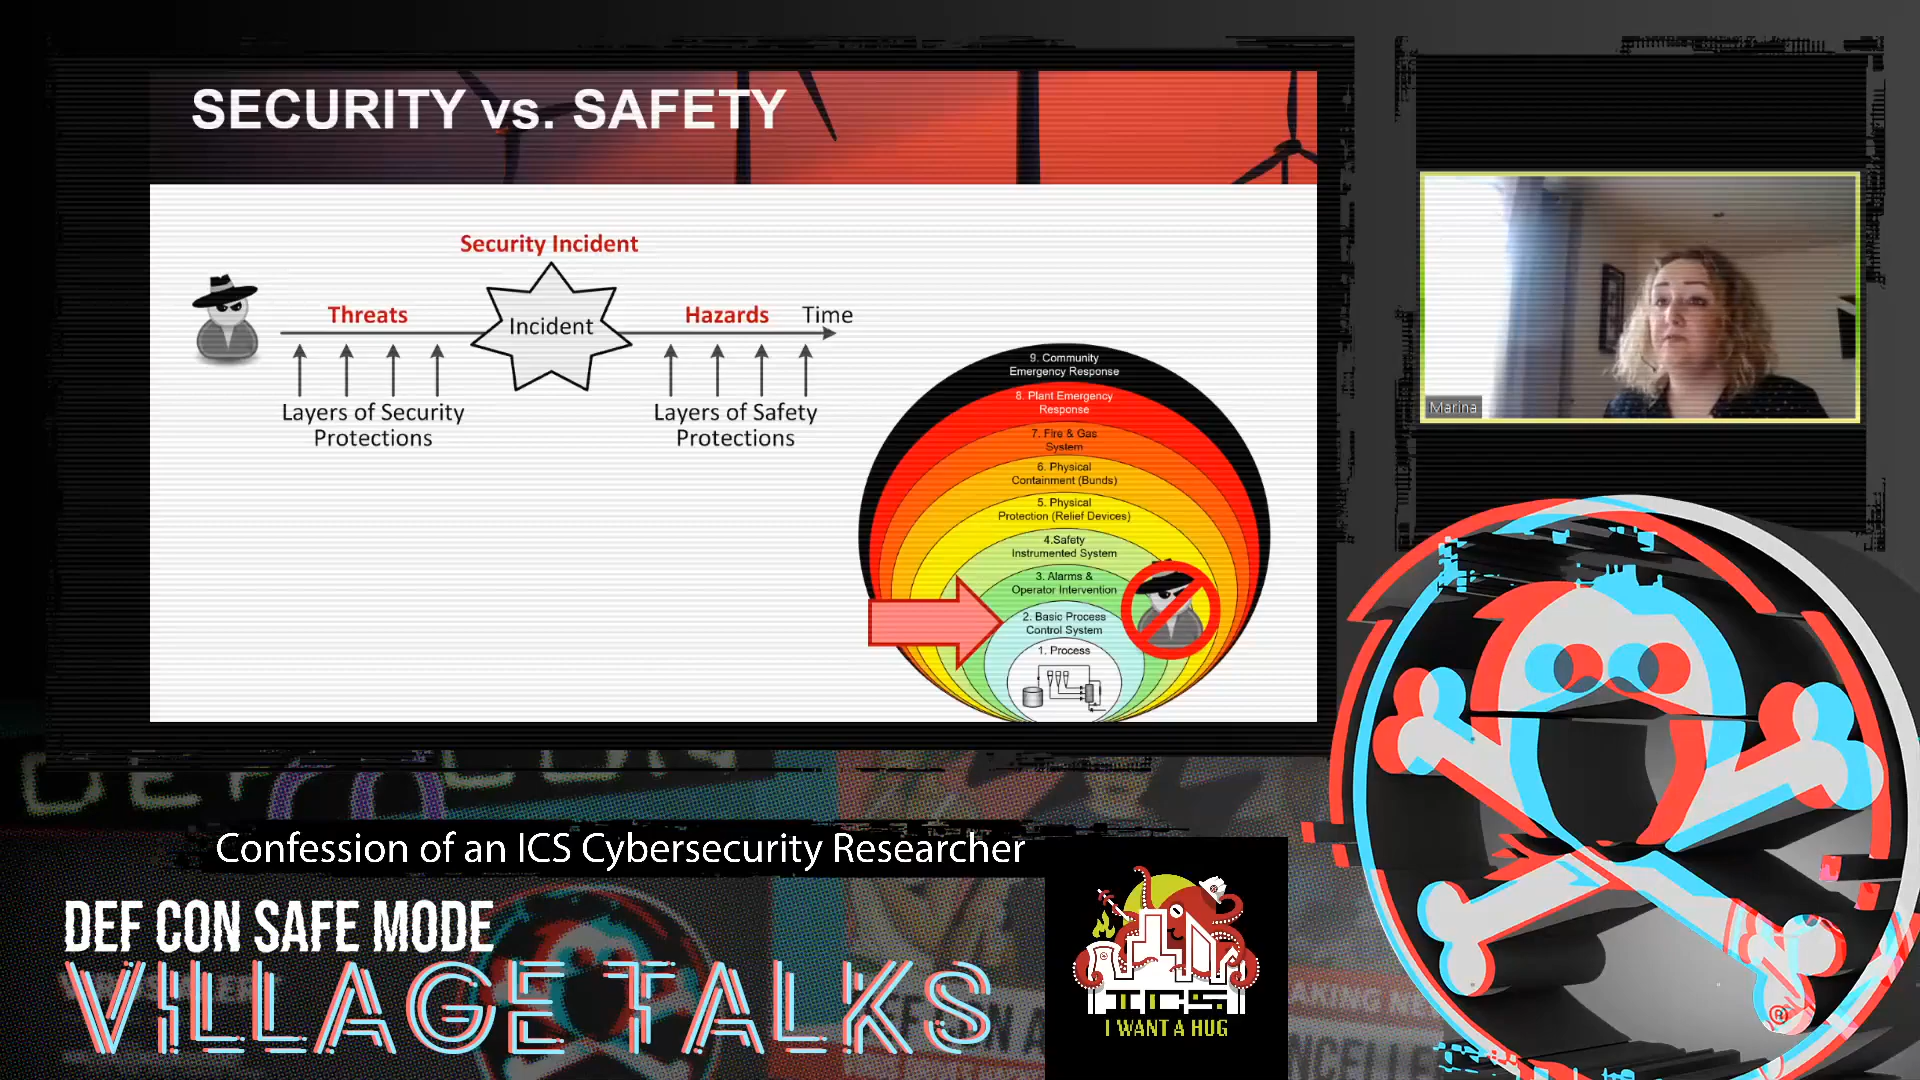 SECURITY vs. SAFETY
Security Incident
Threats
Incident
Hazards
Time
Layers of Security
Protections
Layers of Safety
Protections
9. Community
Emergency Response
8. Plant Emergency
Response
7. Fire & Gas
System
6. Physical
Containment (Bunds)
5. Physical
Protection (Relief Devices)
4.Safety
Instrumented System
3. Alarms &
Operator Intervention
2. Basic Process
Control System
1. Process
Marina
Confession of an ICS Cybersecurity Researcher
DEF CON SAFE MODE
VILLAGE TALKS
ICS
I WANT A HUG
®